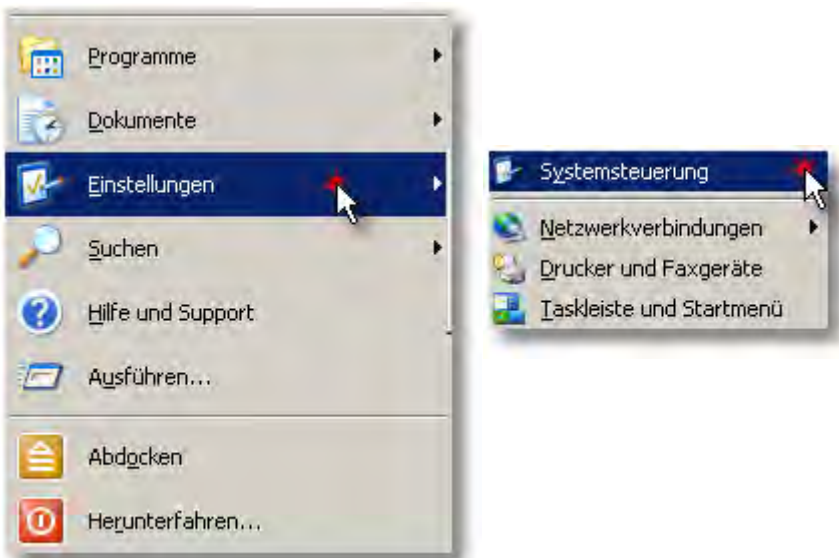 Programme
Dokumente
Einstellungen
Suchen
Hilfe und Support
Ausführen...
Abdocken
Herunterfahren...
Systemsteuerung
Netzwerkverbindungen
Drucker und Faxgeräte
Taskleiste und Startmenü